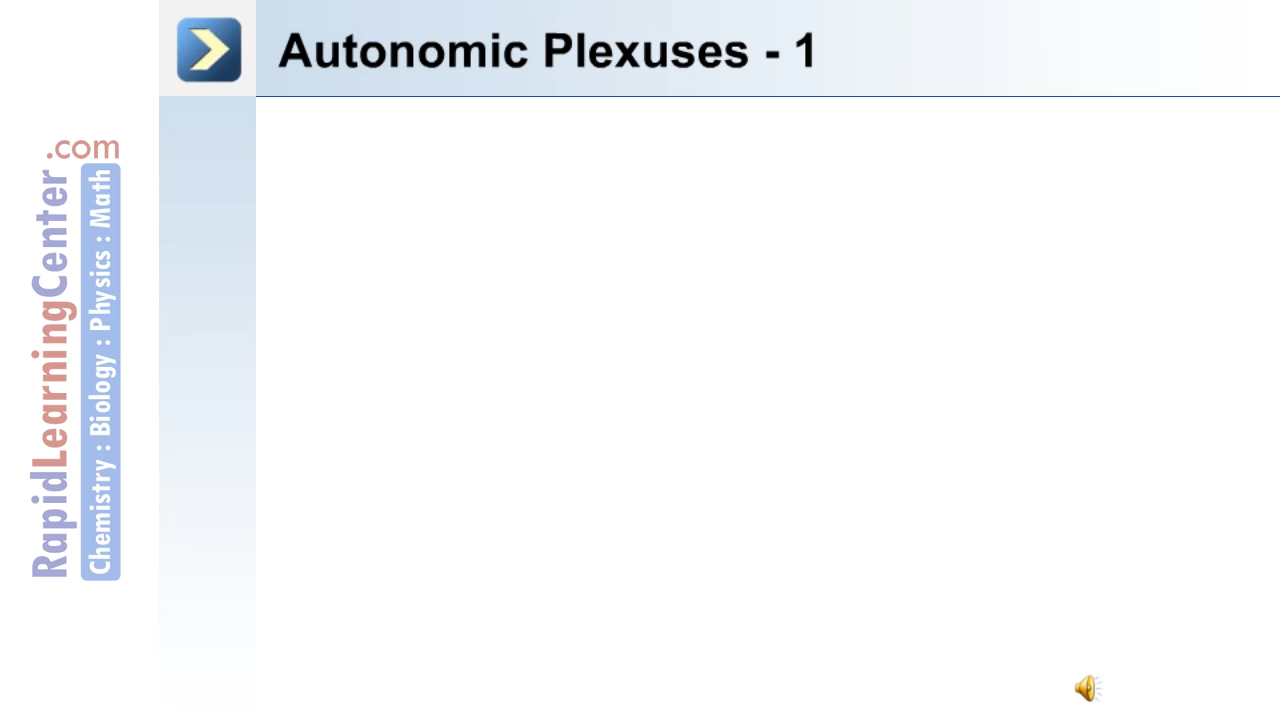 Autonomic Plexuses - 1
RapidLearningCenter.com
Chemistry : Biology : Physics : Math